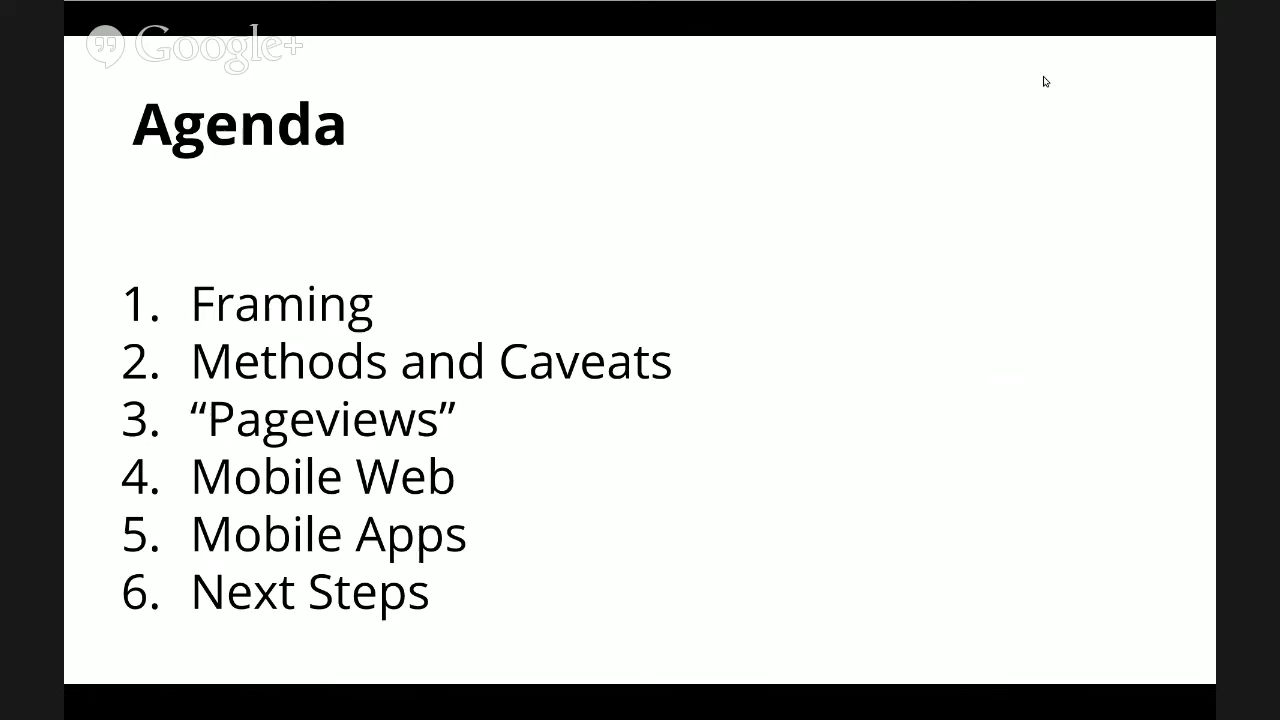 Google+
Agenda
1. Framing
2. Methods and Caveats
3. “Pageviews”
4. Mobile Web
5. Mobile Apps
6. Next Steps